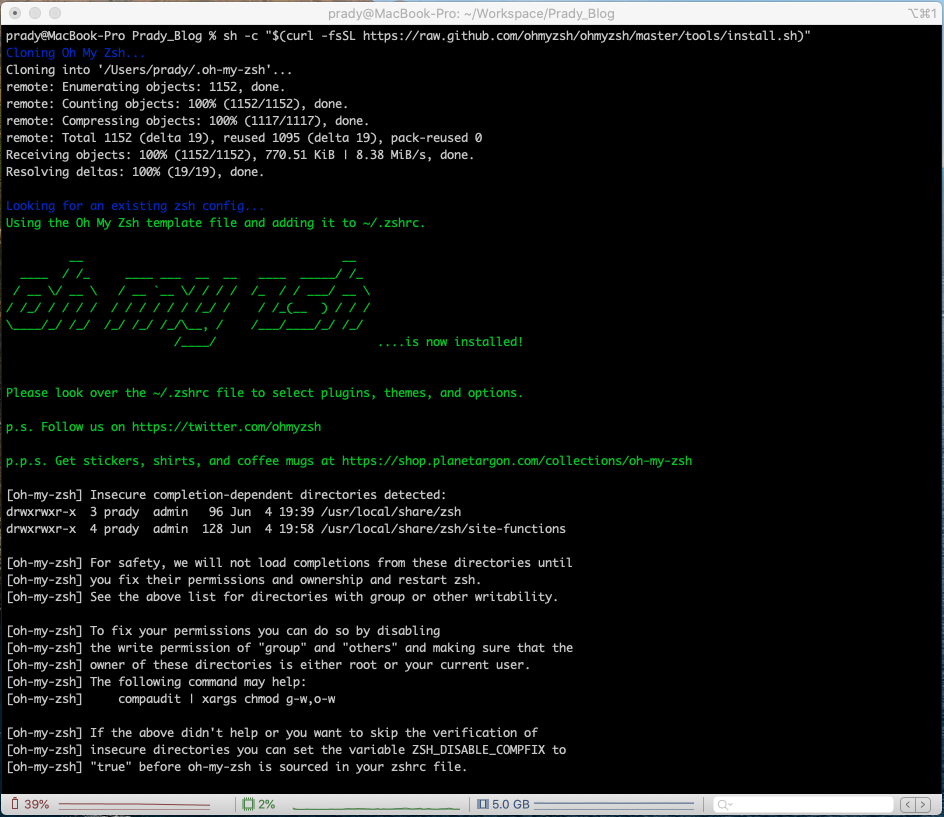 prady@MacBook-Pro: ~/Workspace/Prady_Blog
⌥⌘1
prady@MacBook-Pro Prady_Blog % sh -c "$(curl -fsSL https://raw.github.com/ohmyzsh/ohmyzsh/master/tools/install.sh)"
Cloning Oh My Zsh...
Cloning into '/Users/prady/.oh-my-zsh'...
remote: Enumerating objects: 1152, done.
remote: Counting objects: 100% (1152/1152), done.
remote: Compressing objects: 100% (1117/1117), done.
remote: Total 1152 (delta 19), reused 1095 (delta 19), pack-reused 0
Receiving objects: 100% (1152/1152), 770.51 KiB | 8.38 MiB/s, done.
Resolving deltas: 100% (19/19), done.
Looking for an existing zsh config...
Using the Oh My Zsh template file and adding it to ~/.zshrc.
oh my zsh
....is now installed!
Please look over the ~/.zshrc file to select plugins, themes, and options.
p.s. Follow us on https://twitter.com/ohmyzsh
p.p.s. Get stickers, shirts, and coffee mugs at https://shop.planetargon.com/collections/oh-my-zsh
[oh-my-zsh] Insecure completion-dependent directories detected:
drwxrwxr-x  3 prady  admin   96 Jun  4 19:39 /usr/local/share/zsh
drwxrwxr-x  4 prady  admin  128 Jun  4 19:58 /usr/local/share/zsh/site-functions
[oh-my-zsh] For safety, we will not load completions from these directories until
[oh-my-zsh] you fix their permissions and ownership and restart zsh.
[oh-my-zsh] See the above list for directories with group or other writability.
[oh-my-zsh] To fix your permissions you can do so by disabling
[oh-my-zsh] the write permission of "group" and "others" and making sure that the
[oh-my-zsh] owner of these directories is either root or your current user.
[oh-my-zsh] The following command may help:
[oh-my-zsh]     compaudit | xargs chmod g-w,o-w
[oh-my-zsh] If the above didn't help or you want to skip the verification of
[oh-my-zsh] insecure directories you can set the variable ZSH_DISABLE_COMPFIX to
[oh-my-zsh] "true" before oh-my-zsh is sourced in your zshrc file.
39%
2%
5.0 GB